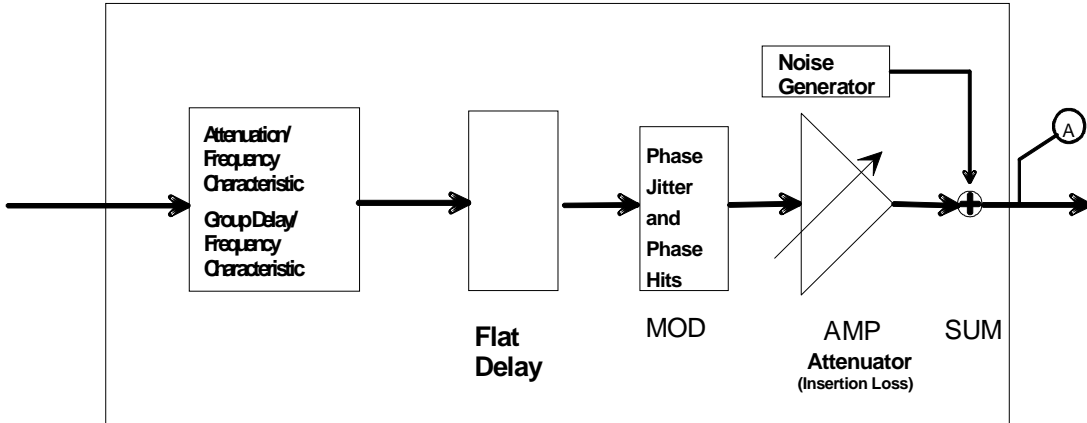 Noise
Generator
A
Attenuation/
Frequency
Characteristic
Group Delay/
Frequency
Characteristic
Phase
Jitter
and
Phase
Hits
+
Flat
Delay
MOD
AMP
Attenuator
(Insertion Loss)
SUM